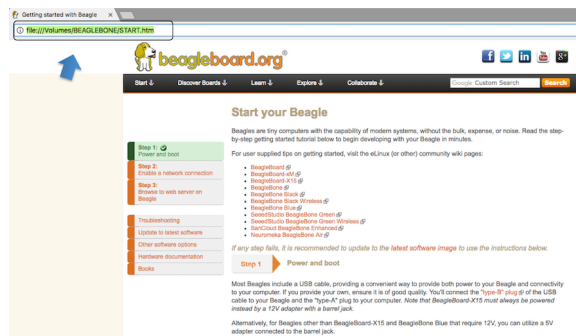 Getting started with Beagle
file:///Volumes/BEAGLEBONE/START.htm
beagleboard.org®
Start
Discover Boards
Learn
Explore
Collaborate
Google Custom Search
Search
Start your Beagle
Beagles are tiny computers with the capability of modern systems, without the bulk, expense, or noise. Read the step-
by-step getting started tutorial below to begin developing with your Beagle in minutes.
Step 1:
Power and boot
Step 2:
Enable a network connection
Step 3:
Browse to web server on
Beagle
Troubleshooting
Update to latest software
Other software options
Hardware documentation
Books
For user supplied tips on getting started, visit the eLinux (or other) community wiki pages:
• BeagleBoard
• BeagleBoard-xM
• BeagleBoard-X15
• BeagleBone
• BeagleBone Black
• BeagleBone Black Wireless
• BeagleBone Blue
• SeeedStudio BeagleBone Green
• SeeedStudio BeagleBone Green Wireless
• SanCloud BeagleBone Enhanced
• Neuromeka BeagleBone Air
If any step fails, it is recommended to update to the latest software image to use the instructions below.
Step 1
Power and boot
Most Beagles include a USB cable, providing a convenient way to provide both power to your Beagle and connectivity
to your computer. If you provide your own, ensure it is of good quality. You'll connect the "type-B" plug of the USB
cable to your Beagle and the "type-A" plug to your computer. Note that BeagleBoard-X15 must always be powered
instead by a 12V adapter with a barrel jack.
Alternatively, for Beagles other than BeagleBoard-X15 and BeagleBone Blue that require 12V, you can utilize a 5V
adapter connected to the barrel jack.